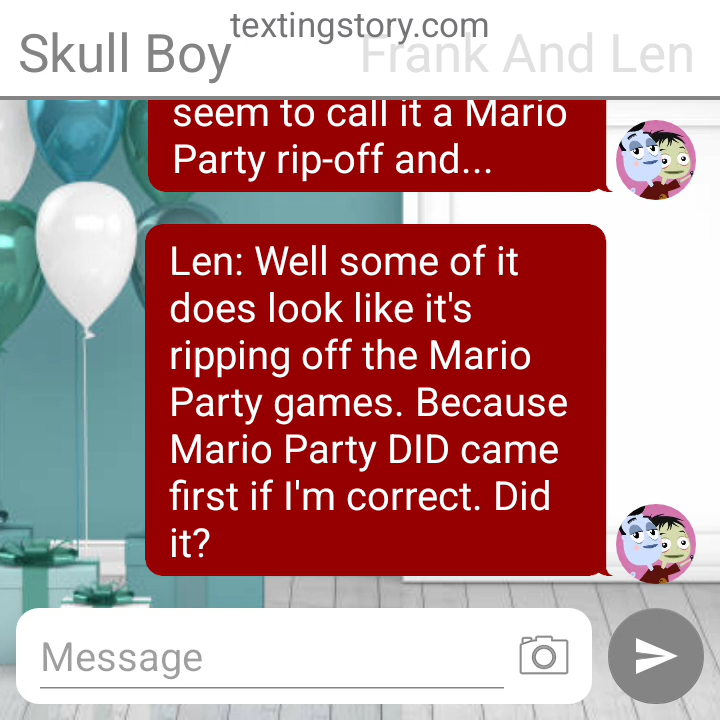 textingstory.com
Skull Boy
Frank And Len
seem to call it a Mario
Party rip-off and...
Len: Well some of it
does look like it's
ripping off the Mario
Party games. Because
Mario Party DID came
first if I'm correct. Did
it?
Message